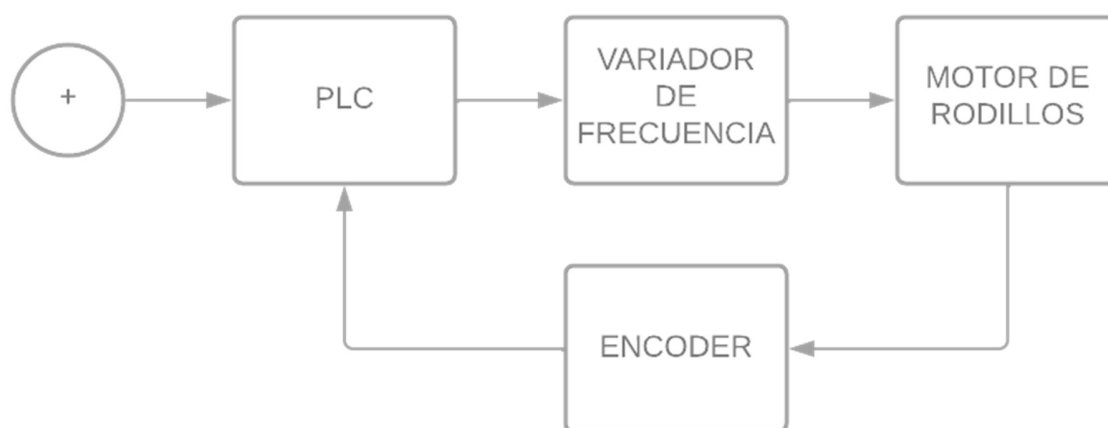 +
PLC
VARIADOR
DE
FRECUENCIA
MOTOR DE
RODILLOS
ENCODER